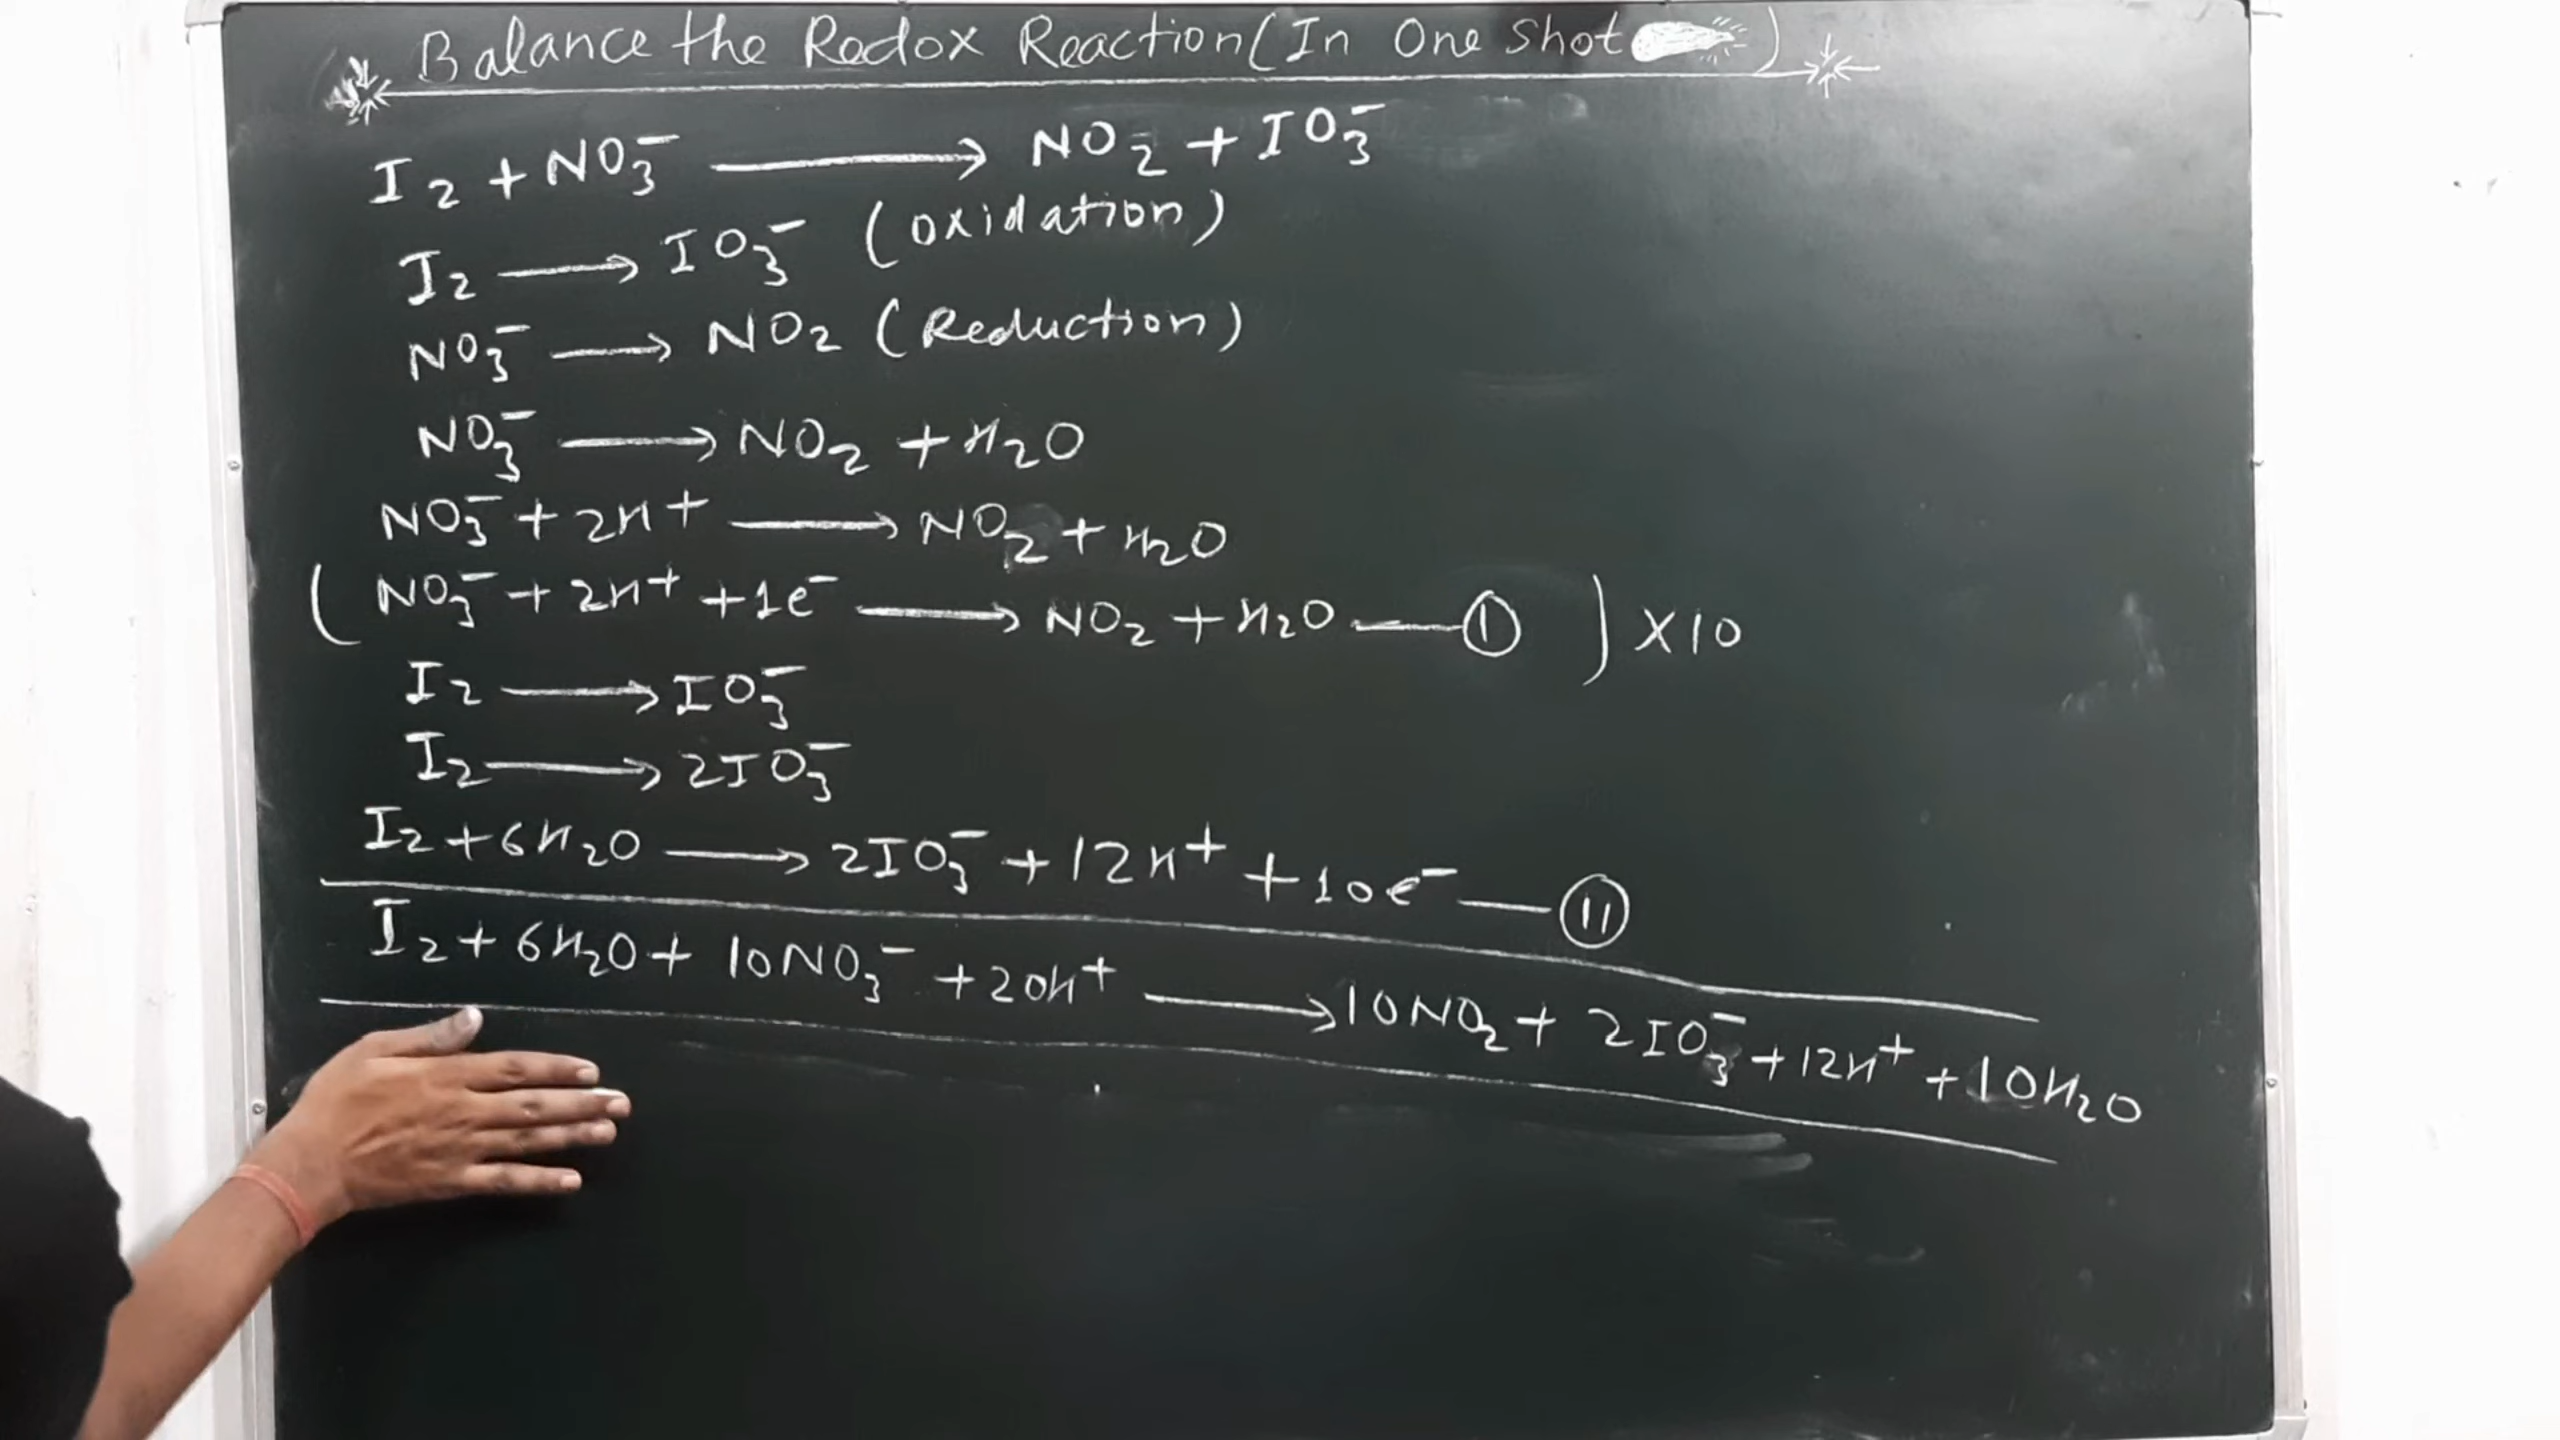 Balance the Redox Reaction (In One Shot)
I₂ + NO₃⁻ ⟶ NO₂ + IO₃⁻
I₂ ⟶ IO₃⁻ (oxidation)
NO₃⁻ ⟶ NO₂ (Reduction)
NO₃⁻ ⟶ NO₂ + H₂O
NO₃⁻ + 2H⁺ ⟶ NO₂ + H₂O
(NO₃⁻ + 2H⁺ + 1e⁻ ⟶ NO₂ + H₂O — Ⓘ) × 10
I₂ ⟶ IO₃⁻
I₂ ⟶ 2IO₃⁻
I₂ + 6H₂O ⟶ 2IO₃⁻ + 12H⁺ + 10e⁻ — (II)
I₂ + 6H₂O + 10NO₃⁻ + 20H⁺ ⟶ 10NO₂ + 2IO₃⁻ + 12H⁺ + 10H₂O